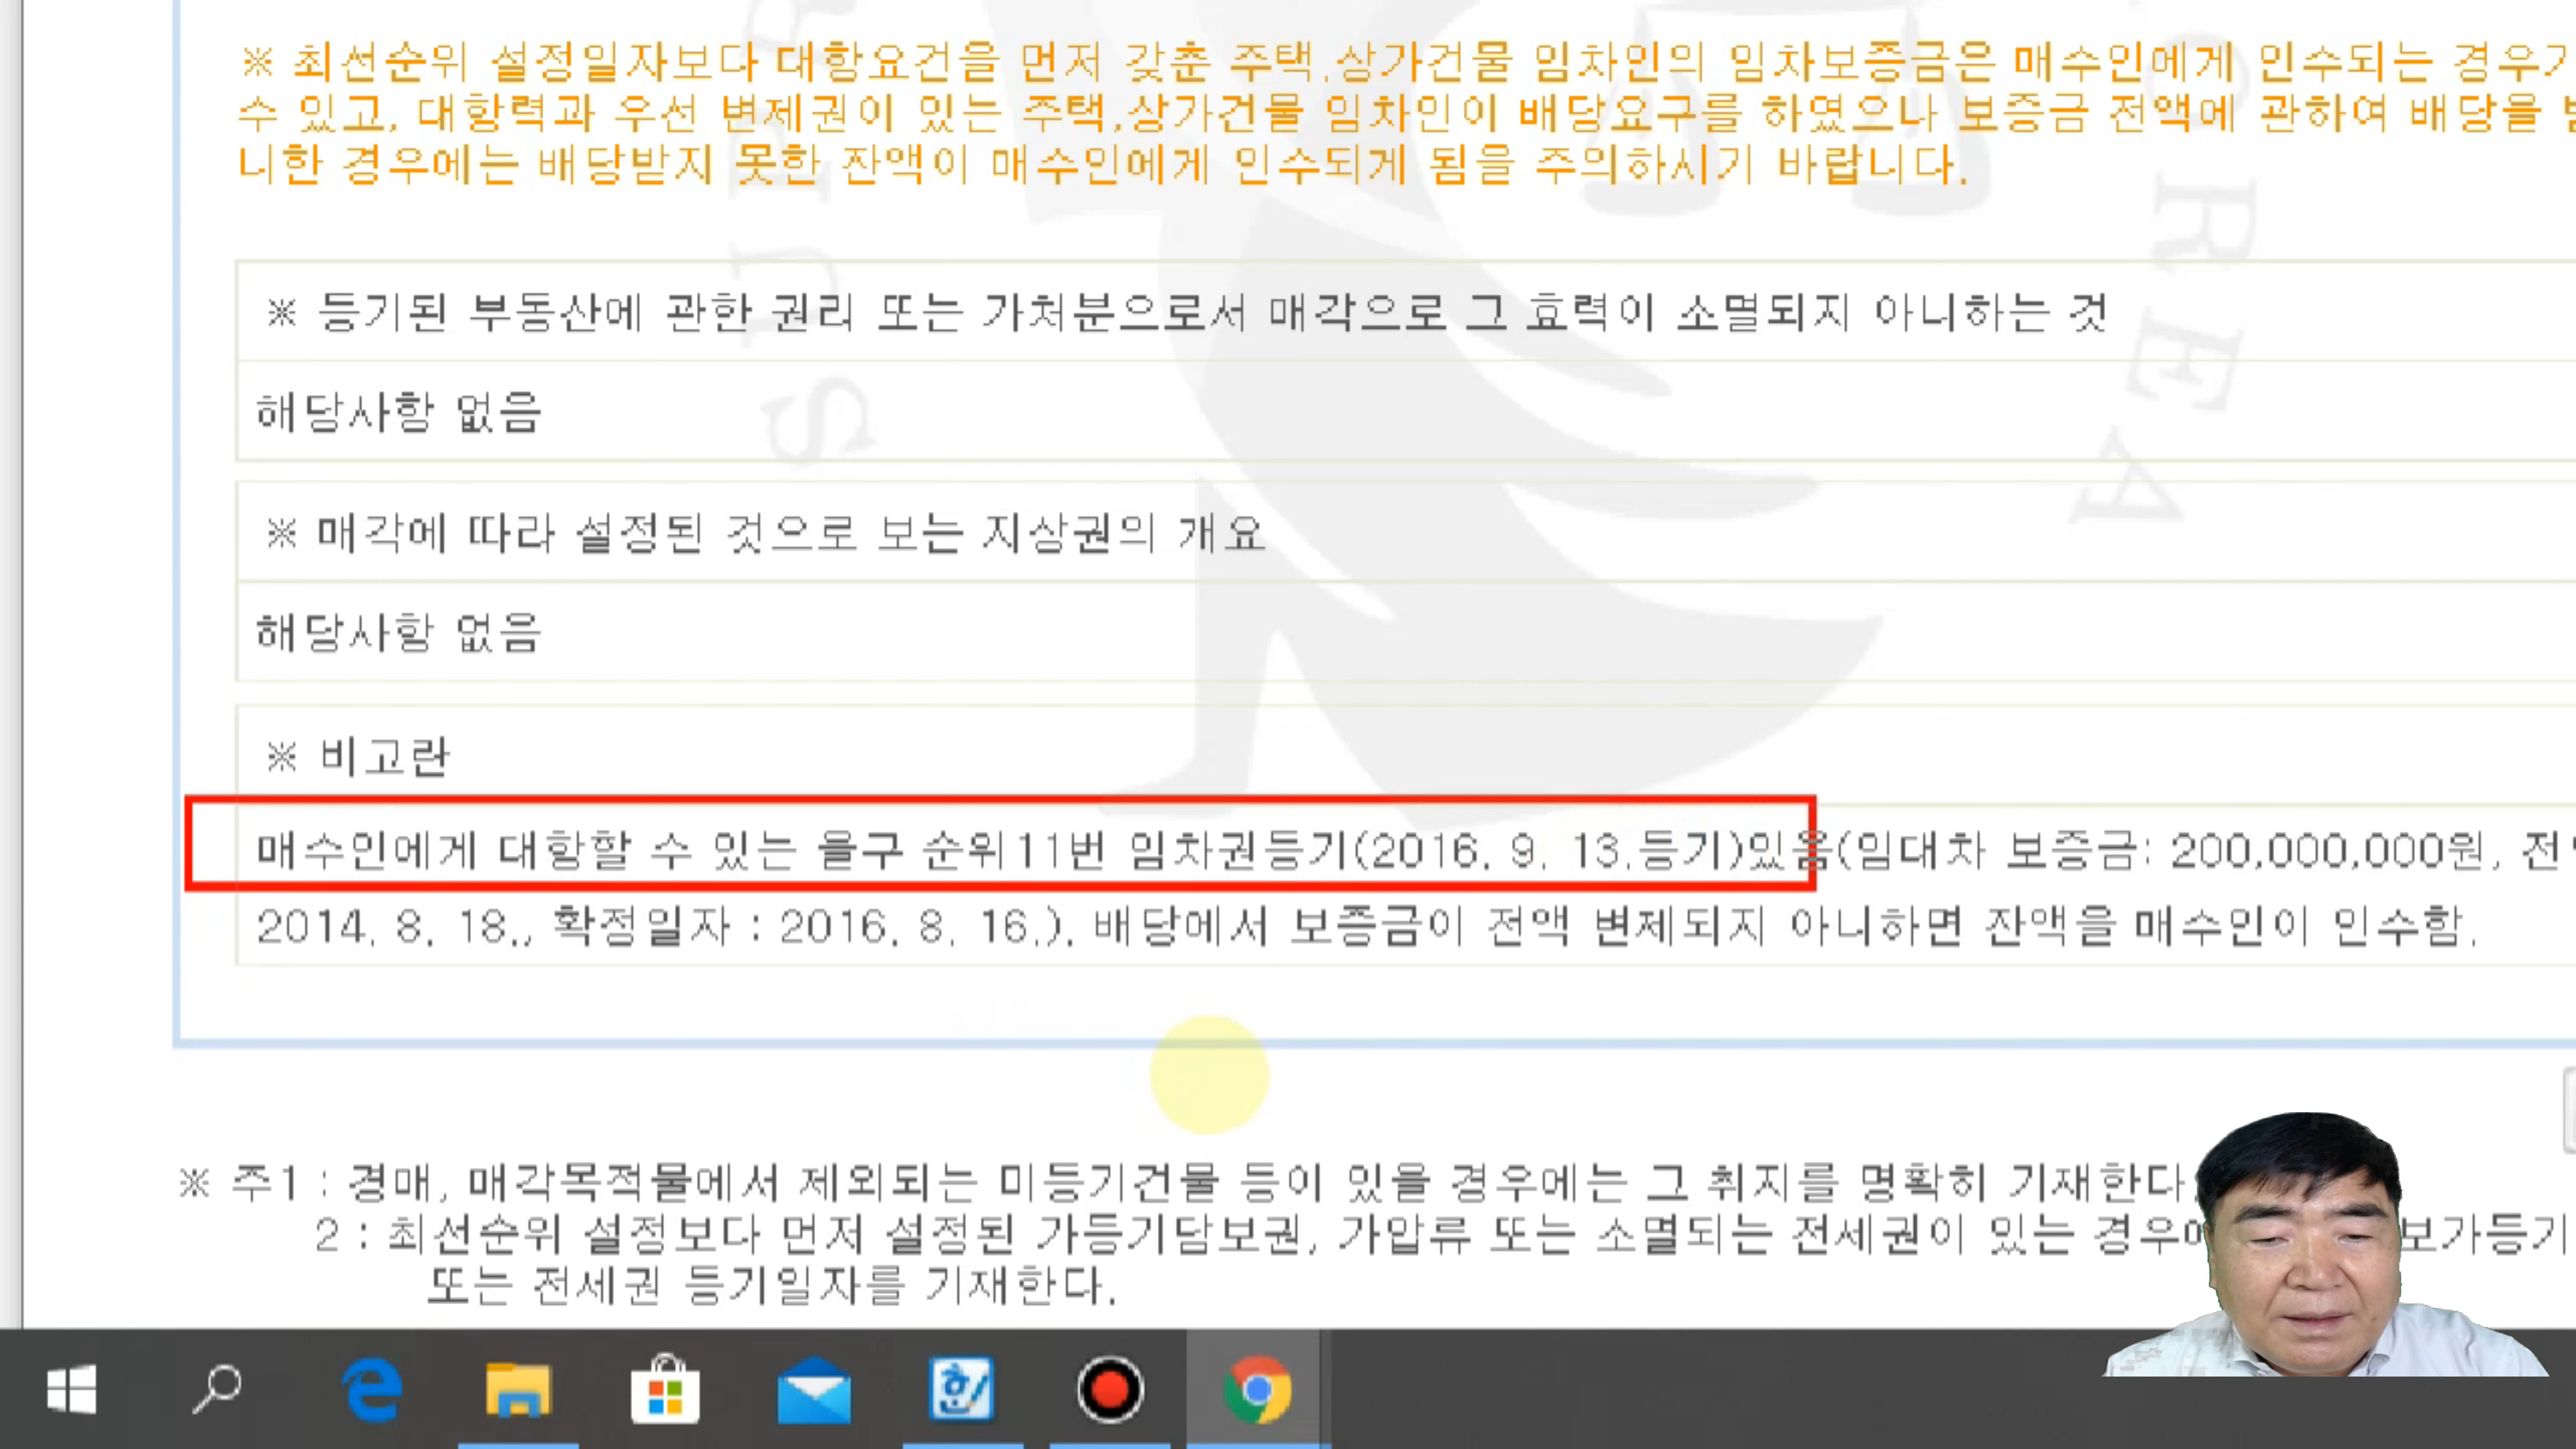 ※ 최선순위 설정일자보다 대항요건을 먼저 갖춘 주택,상가건물 임차인의 임차보증금은 매수인에게 인수되는 경우가
수 있고, 대항력과 우선 변제권이 있는 주택,상가건물 임차인이 배당요구를 하였으나 보증금 전액에 관하여 배당을
니한 경우에는 배당받지 못한 잔액이 매수인에게 인수되게 됨을 주의하시기 바랍니다.
※ 등기된 부동산에 관한 권리 또는 가처분으로서 매각으로 그 효력이 소멸되지 아니하는 것
해당사항 없음
※ 매각에 따라 설정된 것으로 보는 지상권의 개요
해당사항 없음
※ 비고란
매수인에게 대항할 수 있는 을구 순위11번 임차권등기(2016. 9. 13.등기)있음(임대차 보증금: 200,000,000원, 전
2014. 8. 18., 확정일자 : 2016. 8. 16.). 배당에서 보증금이 전액 변제되지 아니하면 잔액을 매수인이 인수함.
※ 주1 : 경매, 매각목적물에서 제외되는 미등기건물 등이 있을 경우에는 그 취지를 명확히 기재한다.
2 : 최선순위 설정보다 먼저 설정된 가등기담보권, 가압류 또는 소멸되는 전세권이 있는 경우에 보가등기
또는 전세권 등기일자를 기재한다.